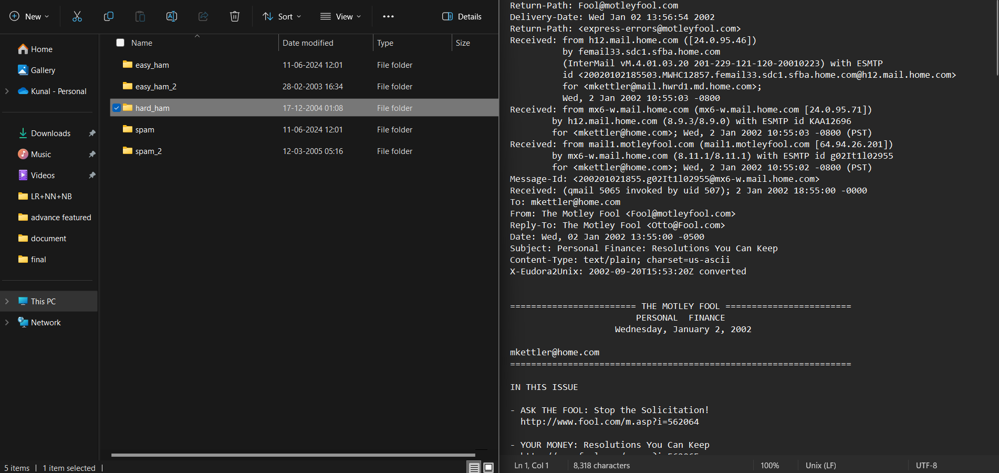 New
Sort
View
Details
Home
Gallery
Kunal - Personal
Downloads
Music
Videos
LR+NN+NB
advance featured
document
final
This PC
Network
Name Date modified Type Size
easy_ham 11-06-2024 12:01 File folder
easy_ham_2 28-02-2003 16:34 File folder
hard_ham 17-12-2004 01:08 File folder
spam 11-06-2024 12:01 File folder
spam_2 12-03-2005 05:16 File folder
5 items 1 item selected
Return-Path: Fool@motleyfool.com
Delivery-Date: Wed Jan 02 13:56:54 2002
Return-Path: <express-errors@motleyfool.com>
Received: from h12.mail.home.com ([24.0.95.46])
by femail33.sdc1.sfba.home.com
(InterMail vM.4.01.03.20 201-229-121-120-20010223) with ESMTP
id <20020102185503.MWHC12857.femail33.sdc1.sfba.home.com@h12.mail.home.com>
for <mkettler@mail.hwrd1.md.home.com>;
Wed, 2 Jan 2002 10:55:03 -0800
Received: from mx6-w.mail.home.com (mx6-w.mail.home.com [24.0.95.71])
by h12.mail.home.com (8.9.3/8.9.0) with ESMTP id KAA12696
for <mkettler@home.com>; Wed, 2 Jan 2002 10:55:03 -0800 (PST)
Received: from mail1.motleyfool.com (mail1.motleyfool.com [64.94.26.201])
by mx6-w.mail.home.com (8.11.1/8.11.1) with ESMTP id g02It1l02955
for <mkettler@home.com>; Wed, 2 Jan 2002 10:55:02 -0800 (PST)
Message-Id: <200201021855.g02It1l02955@mx6-w.mail.home.com>
Received: (qmail 5065 invoked by uid 507); 2 Jan 2002 18:55:00 -0000
To: mkettler@home.com
From: The Motley Fool <Fool@motleyfool.com>
Reply-To: The Motley Fool <Otto@Fool.com>
Date: Wed, 02 Jan 2002 13:55:00 -0500
Subject: Personal Finance: Resolutions You Can Keep
Content-Type: text/plain; charset=us-ascii
X-Eudora2Unix: 2002-09-20T15:53:20Z converted
======================== THE MOTLEY FOOL ========================
PERSONAL FINANCE
Wednesday, January 2, 2002
mkettler@home.com
=================================================================
IN THIS ISSUE
- ASK THE FOOL: Stop the Solicitation!
http://www.fool.com/m.asp?i=562064
- YOUR MONEY: Resolutions You Can Keep
Ln 1, Col 1 8,318 characters 100% Unix (LF) UTF-8